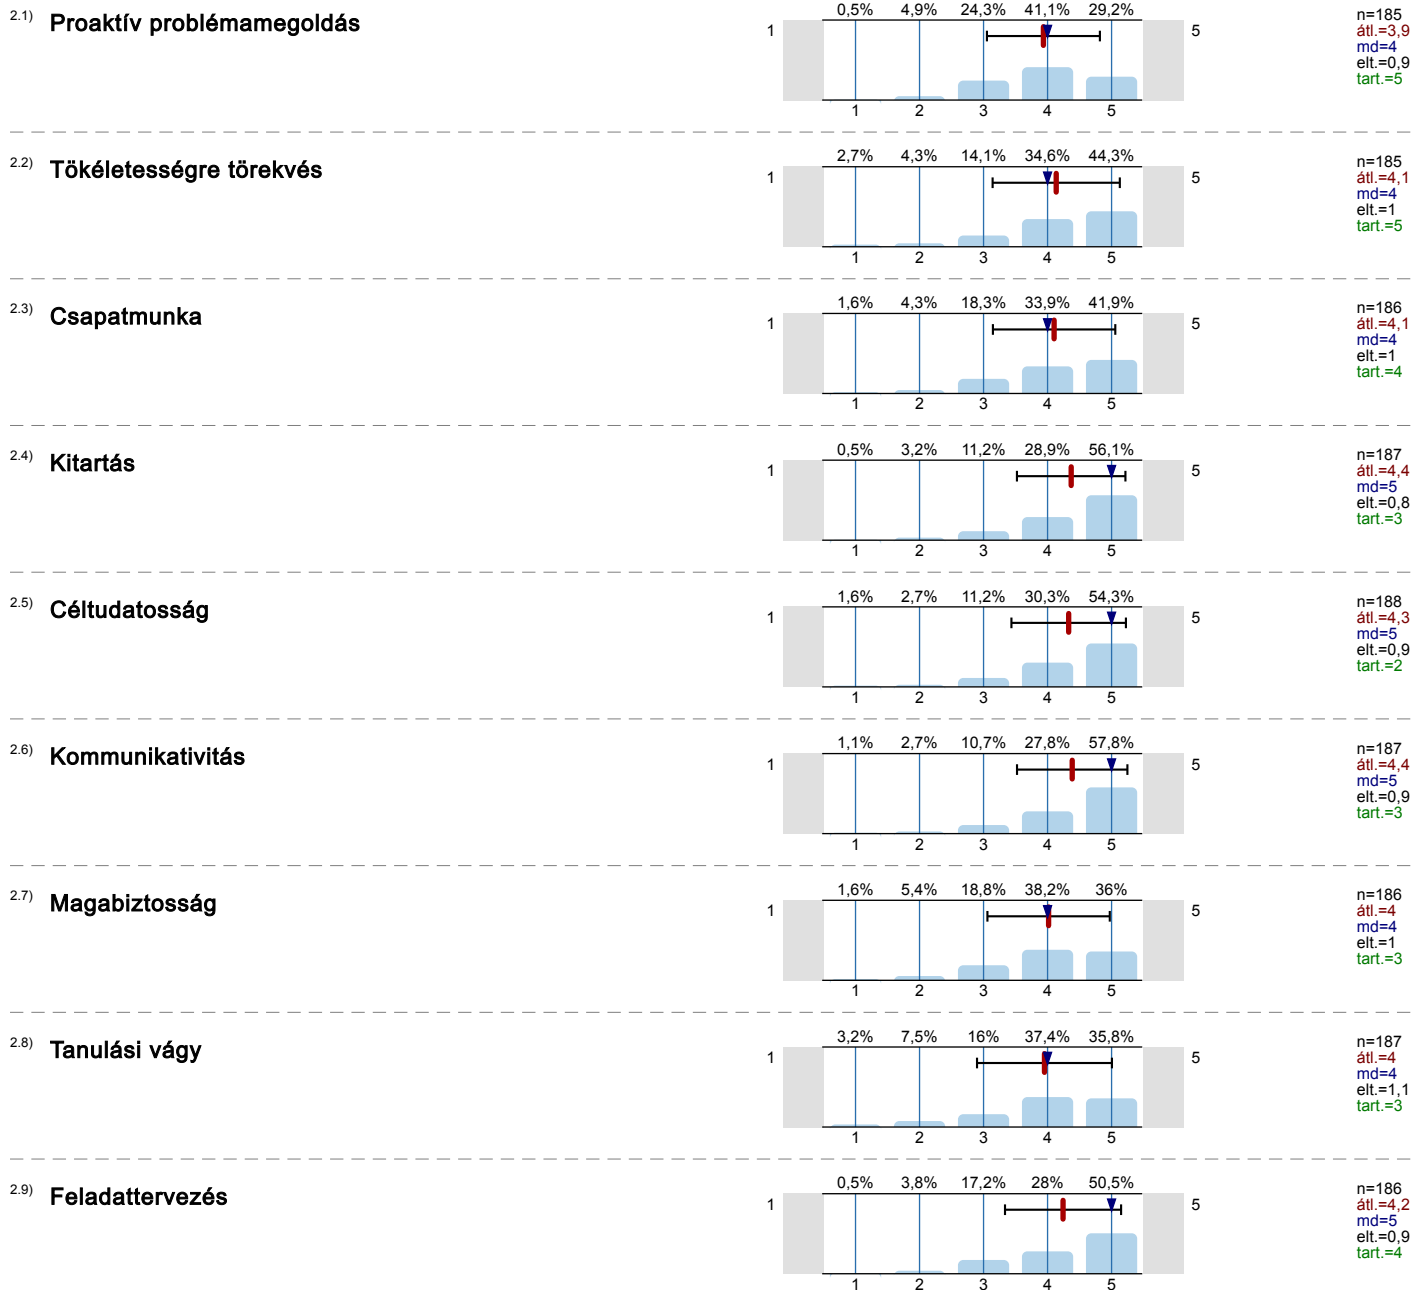 2.1) Proaktív problémamegoldás
0,5% 4,9% 24,3% 41,1% 29,2%
1 5
1 2 3 4 5
n=185
átl.=3,9
md=4
elt.=0,9
tart.=5
2.2) Tökéletességre törekvés
2,7% 4,3% 14,1% 34,6% 44,3%
1 5
1 2 3 4 5
n=185
átl.=4,1
md=4
elt.=1
tart.=5
2.3) Csapatmunka
1,6% 4,3% 18,3% 33,9% 41,9%
1 5
1 2 3 4 5
n=186
átl.=4,1
md=4
elt.=1
tart.=4
2.4) Kitartás
0,5% 3,2% 11,2% 28,9% 56,1%
1 5
1 2 3 4 5
n=187
átl.=4,4
md=5
elt.=0,8
tart.=3
2.5) Céltudatosság
1,6% 2,7% 11,2% 30,3% 54,3%
1 5
1 2 3 4 5
n=188
átl.=4,3
md=5
elt.=0,9
tart.=2
2.6) Kommunikativitás
1,1% 2,7% 10,7% 27,8% 57,8%
1 5
1 2 3 4 5
n=187
átl.=4,4
md=5
elt.=0,9
tart.=3
2.7) Magabiztosság
1,6% 5,4% 18,8% 38,2% 36%
1 5
1 2 3 4 5
n=186
átl.=4
md=4
elt.=1
tart.=3
2.8) Tanulási vágy
3,2% 7,5% 16% 37,4% 35,8%
1 5
1 2 3 4 5
n=187
átl.=4
md=4
elt.=1,1
tart.=3
2.9) Feladattervezés
0,5% 3,8% 17,2% 28% 50,5%
1 5
1 2 3 4 5
n=186
átl.=4,2
md=5
elt.=0,9
tart.=4